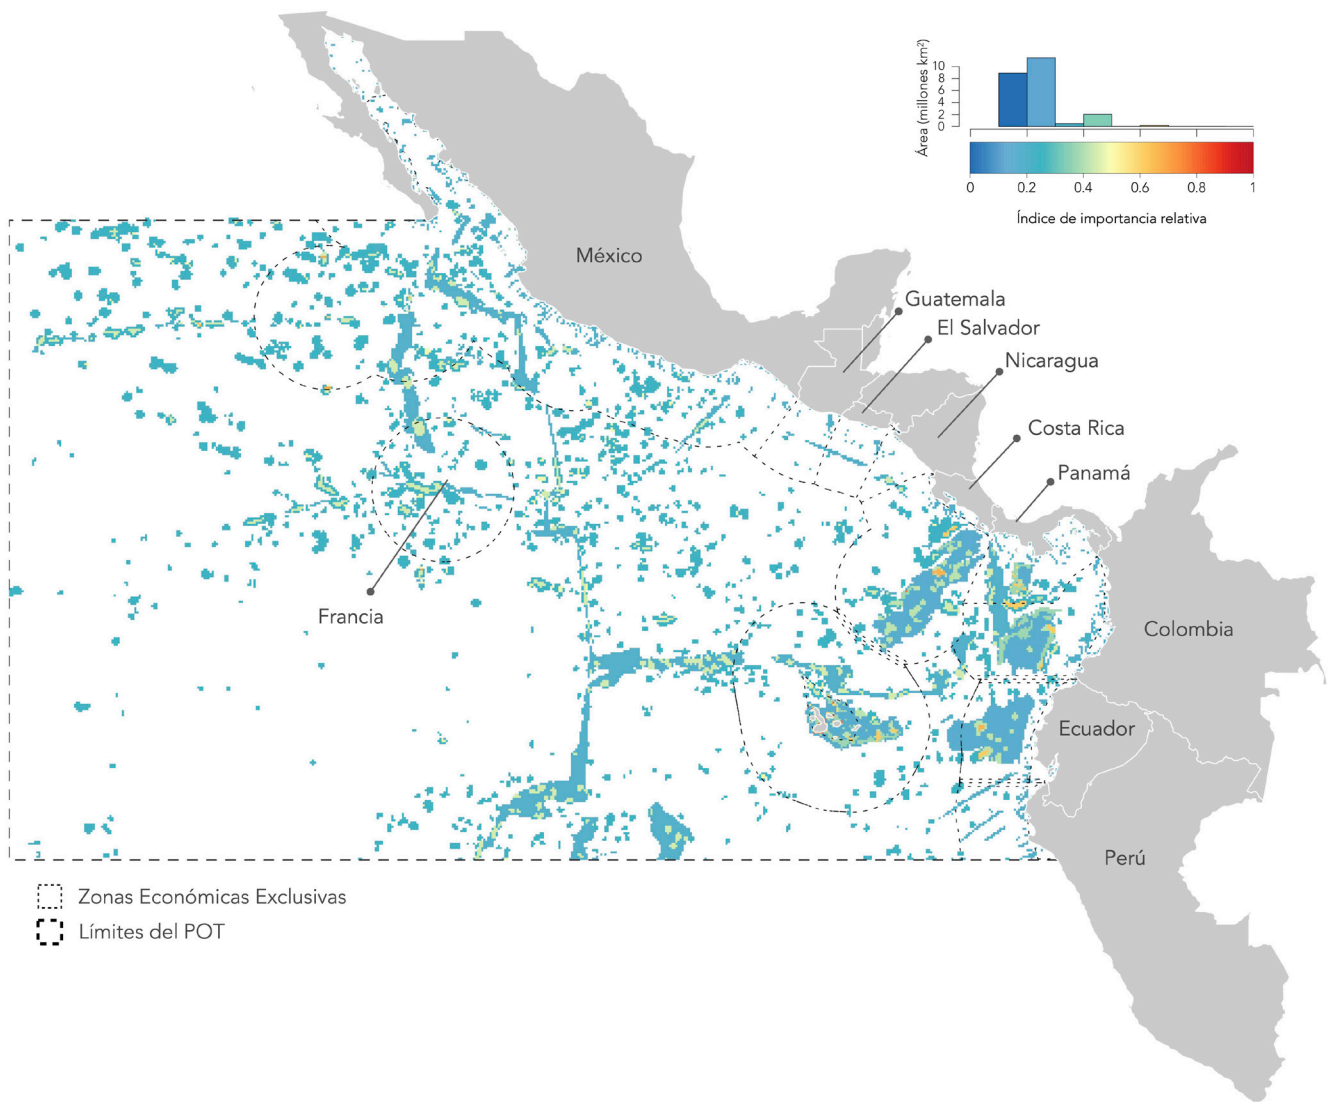 Área (millones km²)
10
8
6
4
2
0
0 0.2 0.4 0.6 0.8 1
Índice de importancia relativa
México
Guatemala
El Salvador
Nicaragua
Costa Rica
Panamá
Francia
Colombia
Ecuador
Perú
Zonas Económicas Exclusivas
Límites del POT